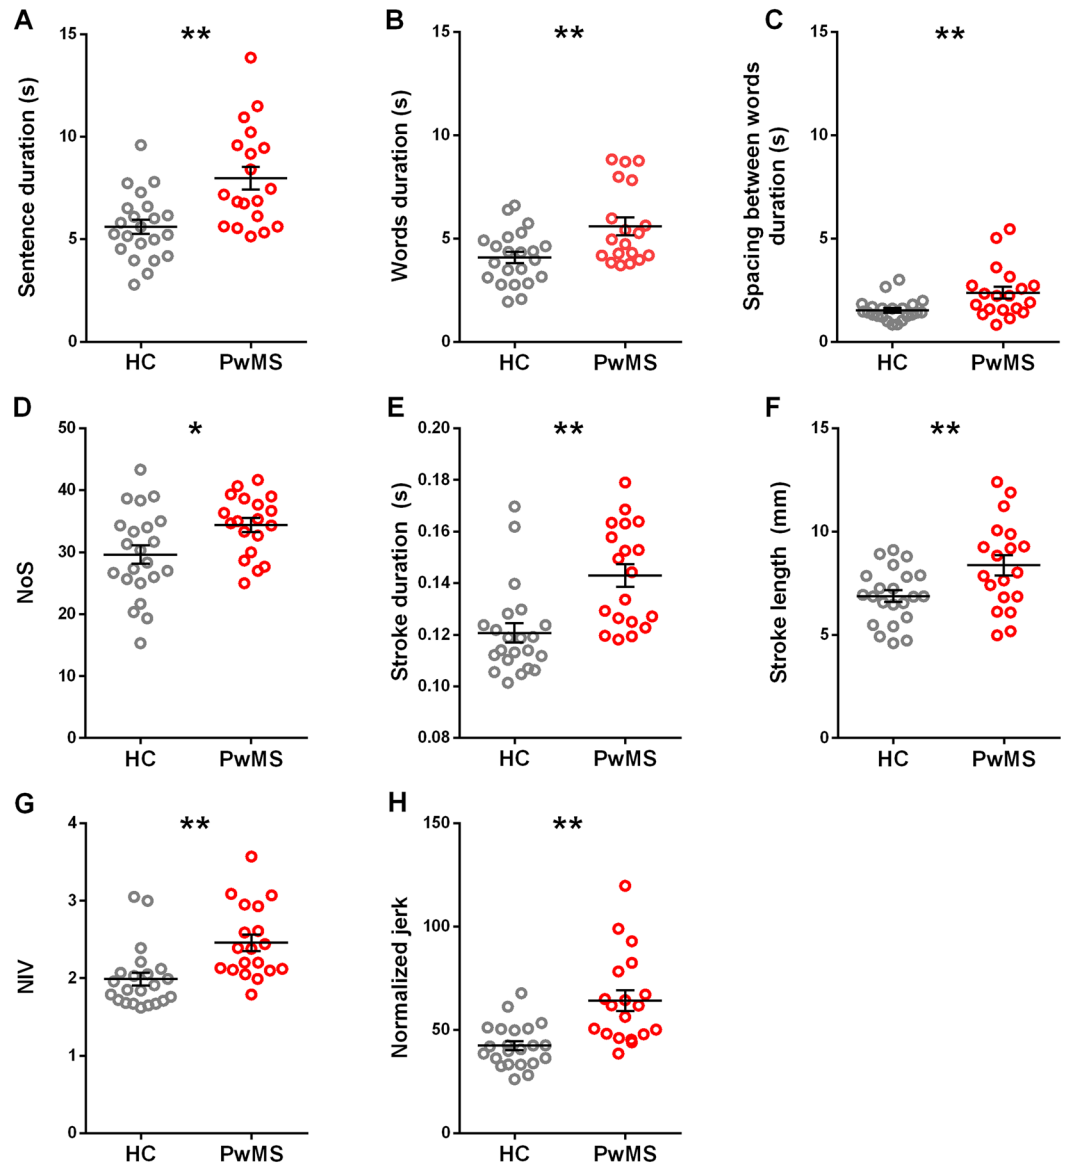 A
Sentence duration (s)
15
10
5
0
**
HC
PwMS
B
Words duration (s)
15
10
5
0
**
HC
PwMS
C
Spacing between words
duration (s)
15
10
5
0
**
HC
PwMS
D
NoS
50
40
30
20
10
0
*
HC
PwMS
E
Stroke duration (s)
0.20
0.18
0.16
0.14
0.12
0.10
0.08
**
HC
PwMS
F
Stroke length (mm)
15
10
5
0
**
HC
PwMS
G
NIV
4
3
2
1
0
**
HC
PwMS
H
Normalized jerk
150
100
50
0
**
HC
PwMS